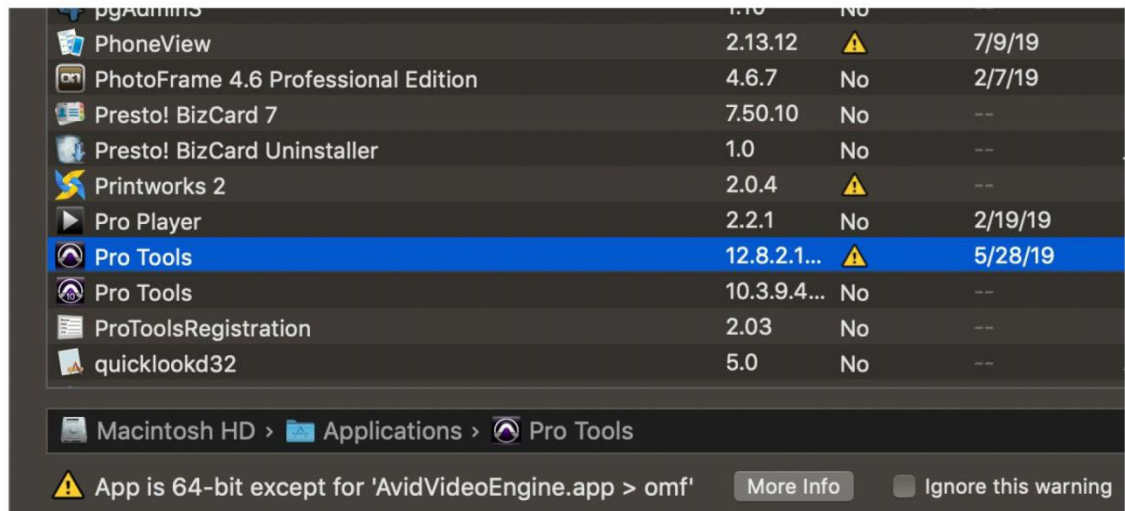 pgAdmin3 1.10 No --
PhoneView 2.13.12 7/9/19
PhotoFrame 4.6 Professional Edition 4.6.7 No 2/7/19
Presto! BizCard 7 7.50.10 No --
Presto! BizCard Uninstaller 1.0 No --
Printworks 2 2.0.4 --
Pro Player 2.2.1 No 2/19/19
Pro Tools 12.8.2.1... 5/28/19
Pro Tools 10.3.9.4... No --
ProToolsRegistration 2.03 No --
quicklookd32 5.0 No --
Macintosh HD › Applications › Pro Tools
App is 64-bit except for 'AvidVideoEngine.app > omf' More Info Ignore this warning